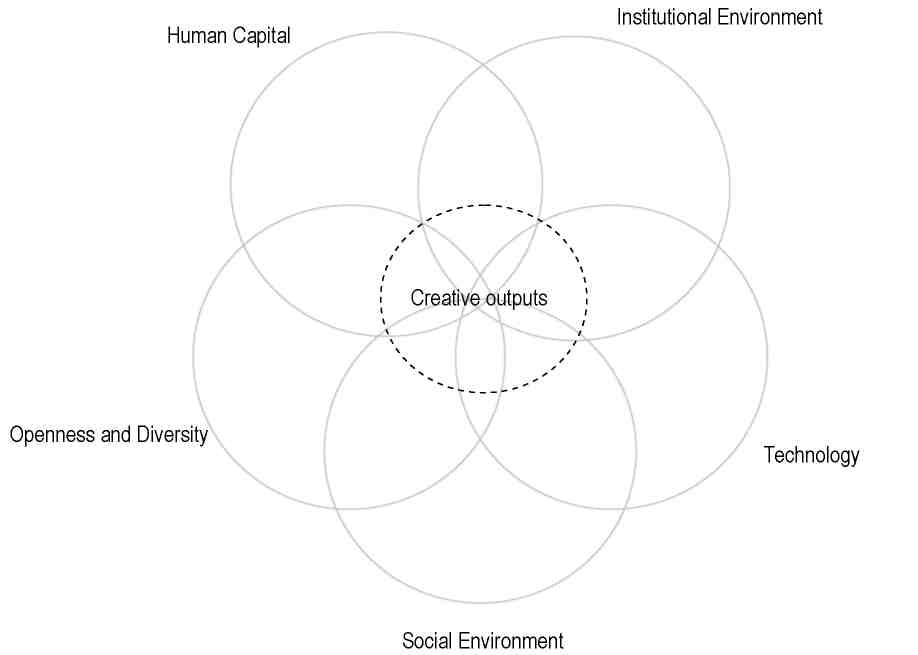 Institutional Environment
Human Capital
Creative outputs
Openness and Diversity
Technology
Social Environment